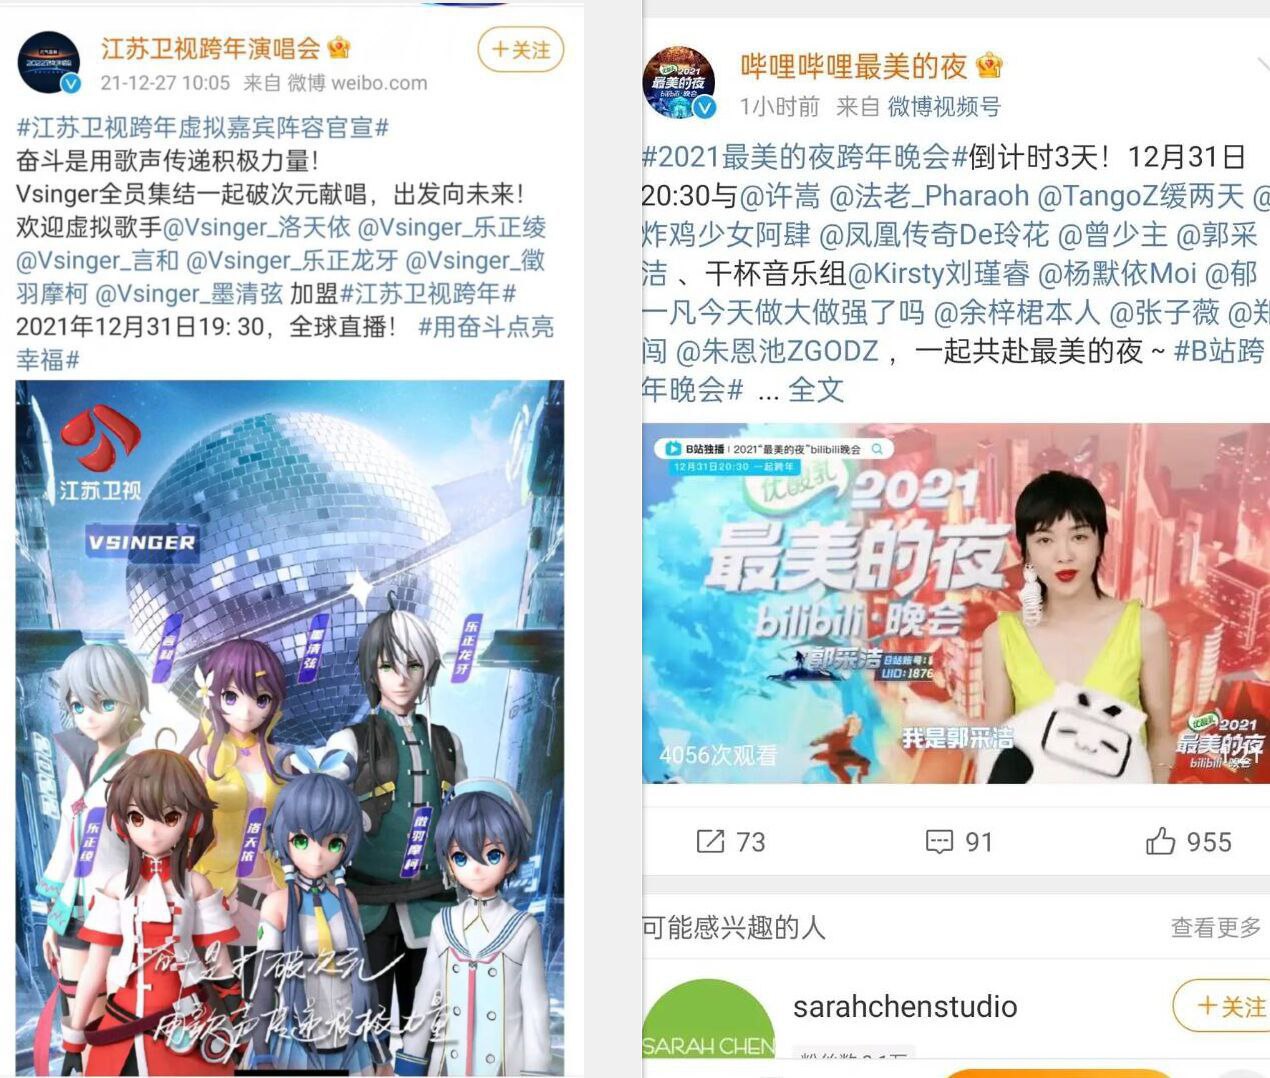 江苏卫视跨年演唱会
+关注
21-12-27 10:05 来自 微博 weibo.com
#江苏卫视跨年虚拟嘉宾阵容官宣#
奋斗是用歌声传递积极力量！
Vsinger全员集结一起破次元献唱，出发向未来！
欢迎虚拟歌手@Vsinger_洛天依 @Vsinger_乐正绫
@Vsinger_言和 @Vsinger_乐正龙牙 @Vsinger_徵
羽摩柯 @Vsinger_墨清弦 加盟#江苏卫视跨年#
2021年12月31日19: 30，全球直播！ #用奋斗点亮
幸福#
江苏卫视
VSINGER
言和
墨清弦
乐正龙牙
乐正绫
洛天依
徵羽摩柯
奋斗是打破次元
用歌声传递积极力量
哔哩哔哩最美的夜
1小时前 来自 微博视频号
#2021最美的夜跨年晚会#倒计时3天！12月31日
20:30与@许嵩 @法老_Pharaoh @TangoZ缓两天 @
炸鸡少女阿肆 @凤凰传奇De玲花 @曾少主 @郭采
洁 、干杯音乐组@Kirsty刘瑾睿 @杨默依Moi @郁
一凡今天做大做强了吗 @余梓桾本人 @张子薇 @郑
闯 @朱恩池ZGODZ ，一起共赴最美的夜～#B站跨
年晚会# ... 全文
B站独播 | 2021“最美的夜”bilibili晚会
12月31日20:30 一起跨年
优酸乳
2021
最美的夜
bilibili·晚会
郭采洁 B站账号:
UID:1876
我是郭采洁
4056次观看
优酸乳 2021
最美的夜
bilibili·晚会
73
91
955
可能感兴趣的人
查看更多
SARAH CHEN
sarahchenstudio
+关注